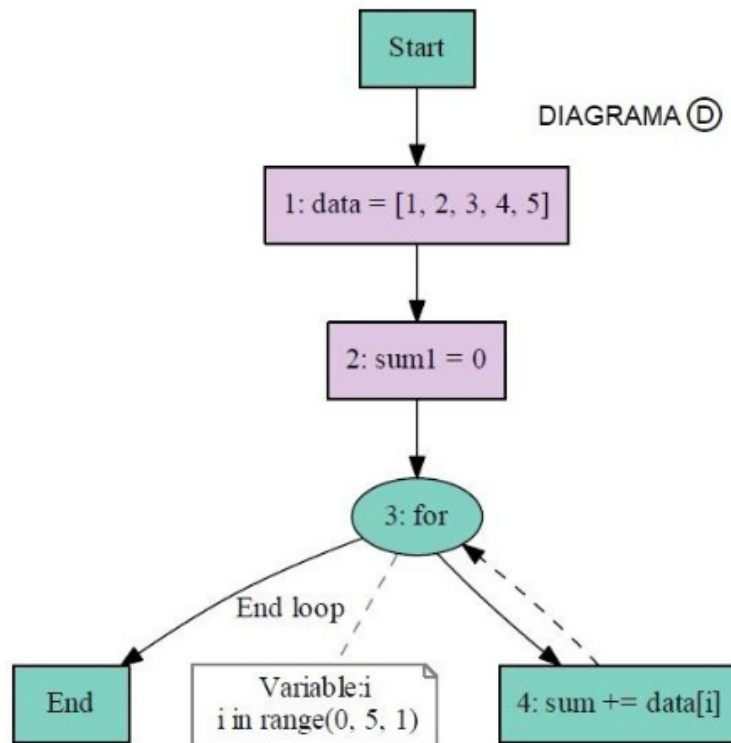 Start
DIAGRAMA D
1: data = [1, 2, 3, 4, 5]
2: sum1 = 0
3: for
End loop
End
Variable:i
i in range(0, 5, 1)
4: sum += data[i]